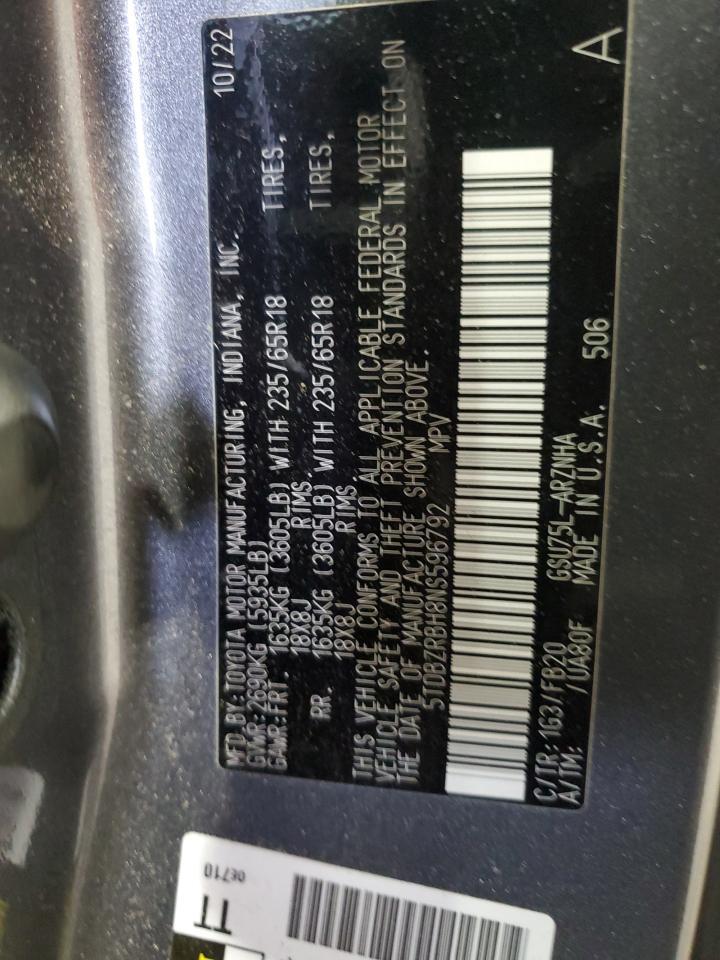 MFD.BY:TOYOTA MOTOR MANUFACTURING, INDIANA, INC. 10/22
GVWR:2690KG (5935LB)
GAWR:FRT. 1635KG (3605LB) WITH 235/65R18 TIRES,
18X8J RIMS
RR. 1635KG (3605LB) WITH 235/65R18 TIRES,
18X8J RIMS
THIS VEHICLE CONFORMS TO ALL APPLICABLE FEDERAL MOTOR
VEHICLE SAFETY AND THEFT PREVENTION STANDARDS IN EFFECT ON
THE DATE OF MANUFACTURE SHOWN ABOVE.
5TDBZRBH8NS596792 MPV
C/TR:1G3/FB20 GSU75L-ARZNHA
A/TM: /UA80F MADE IN U.S.A. 506 A
0E710
TT